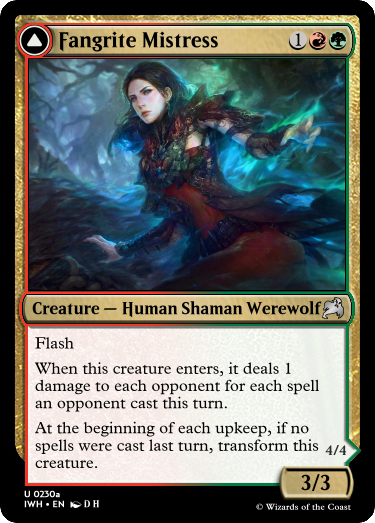 Fangrite Mistress 1
Creature — Human Shaman Werewolf
Flash
When this creature enters, it deals 1
damage to each opponent for each spell
an opponent cast this turn.
At the beginning of each upkeep, if no
spells were cast last turn, transform this
creature.
4/4
3/3
U 0230a
IWH • EN D H
© Wizards of the Coast